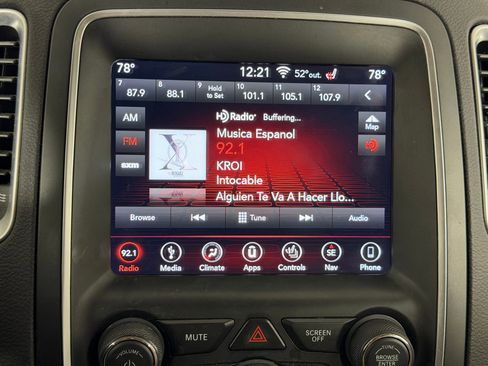 78° 12:21 52° out. 78°
7 87.9 8 88.1 9 Hold to Set 10 101.1 11 105.1 12 107.9
AM HD Radio Buffering...
Map
Musica Espanol
FM 92.1
KROI
sxm Intocable
Alguien Te Va A Hacer Llo...
Browse Tune Audio
92.1 SE
Radio Media Climate Apps Controls Nav Phone
MUTE SCREEN OFF
VOLUME TUNE
BROWSE ENTER